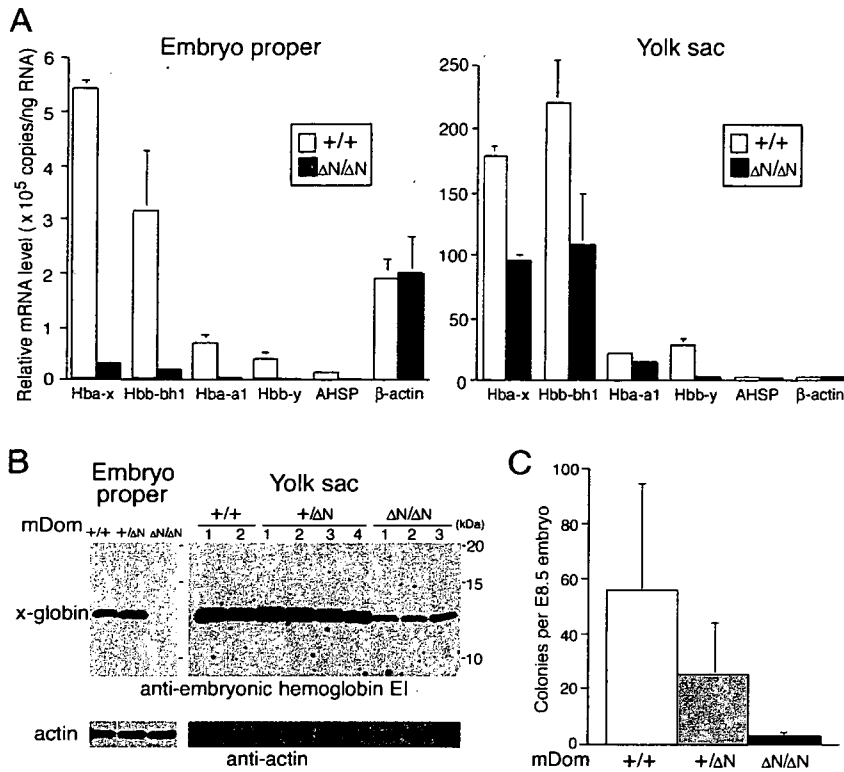 A
Embryo proper
Yolk sac
Relative mRNA level ( x 10⁵ copies/ng RNA)
6
5
4
3
2
1
0
+/+
ΔN/ΔN
Hba-x Hbb-bh1 Hba-a1 Hbb-y AHSP β-actin
250
200
150
100
50
0
+/+
ΔN/ΔN
Hba-x Hbb-bh1 Hba-a1 Hbb-y AHSP β-actin
B
Embryo proper
Yolk sac
mDom +/+ +/ΔN ΔN/ΔN
+/+ +/ΔN ΔN/ΔN (kDa)
1 2 1 2 3 4 1 2 3
-20
-15
x-globin
-10
anti-embryonic hemoglobin EI
actin
anti-actin
C
Colonies per E8.5 embryo
100
80
60
40
20
0
mDom +/+ +/ΔN ΔN/ΔN